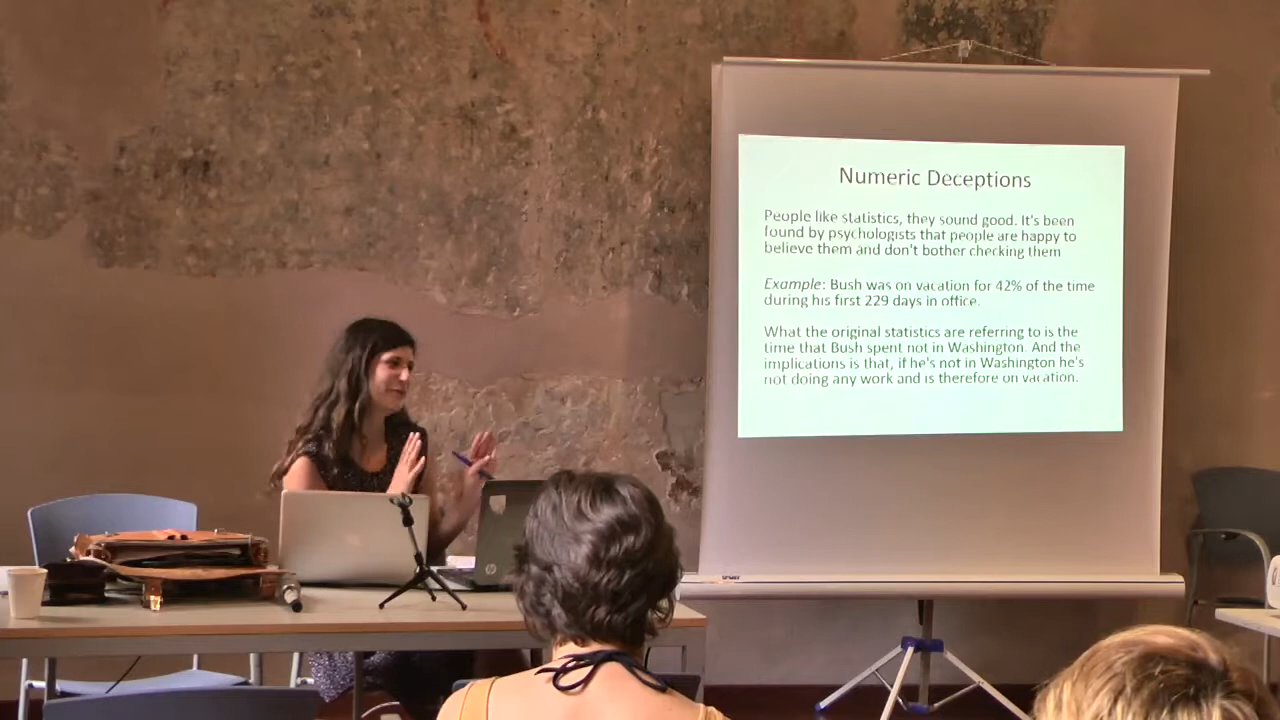 Numeric Deceptions
People like statistics, they sound good. It's been
found by psychologists that people are happy to
believe them and don't bother checking them
Example: Bush was on vacation for 42% of the time
during his first 229 days in office.
What the original statistics are referring to is the
time that Bush spent not in Washington. And the
implications is that, if he's not in Washington he's
not doing any work and is therefore on vacation.
hp